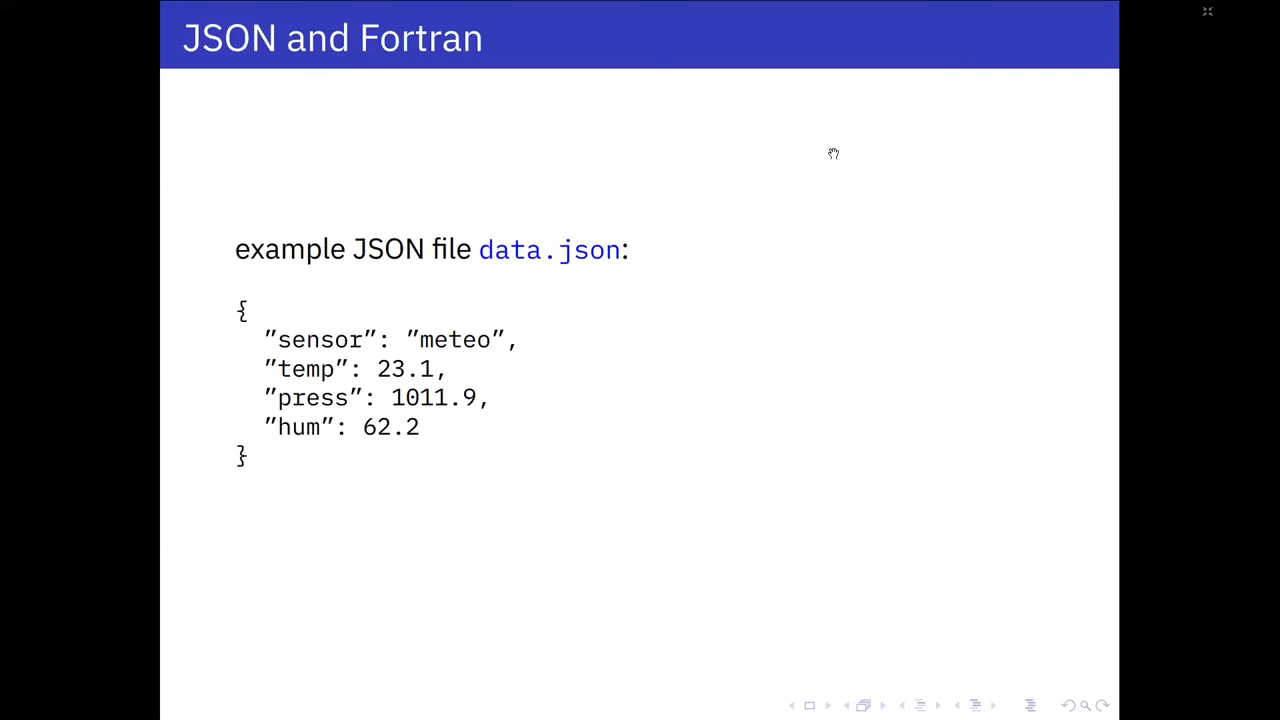 JSON and Fortran
example JSON file data.json:
{
”sensor”: ”meteo”,
”temp”: 23.1,
”press”: 1011.9,
”hum”: 62.2
}